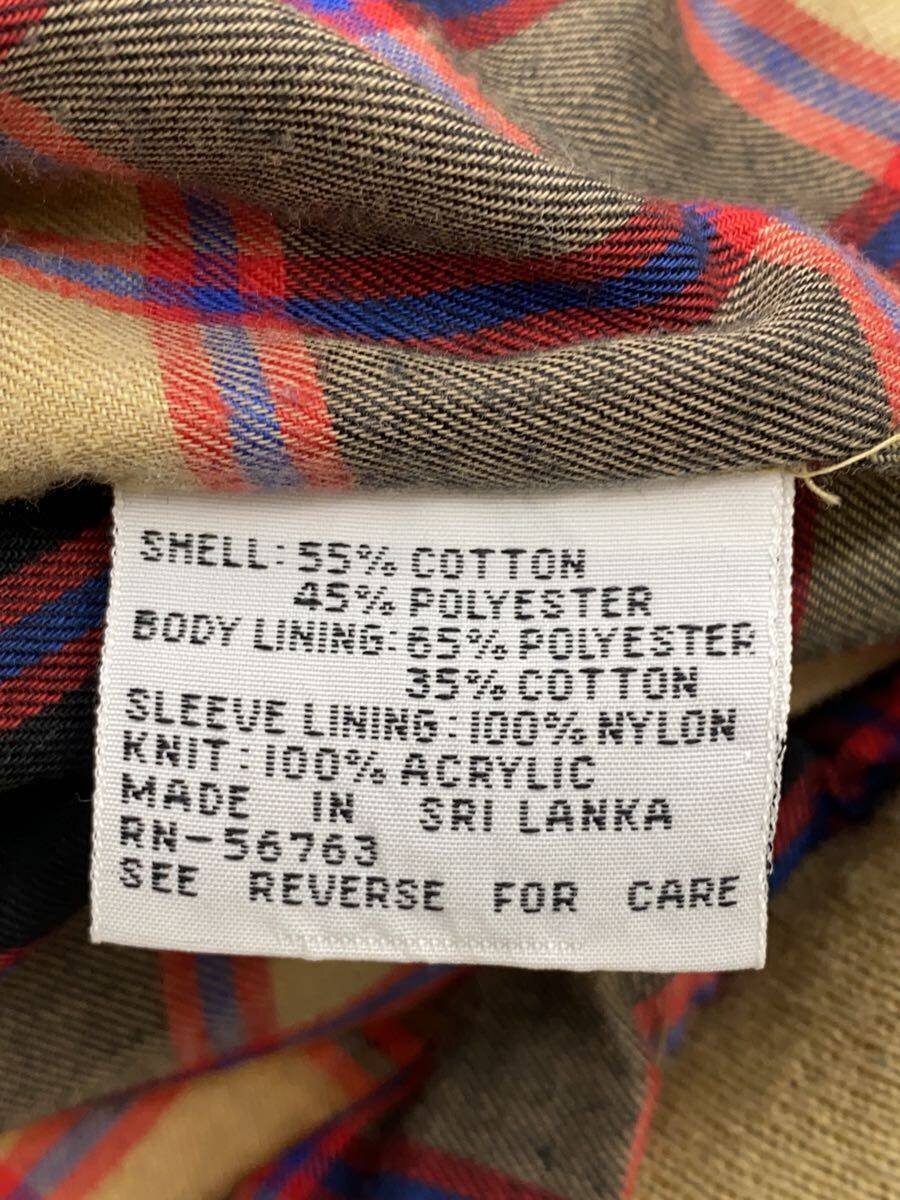 SHELL: 55% COTTON
45% POLYESTER
BODY LINING: 65% POLYESTER
35% COTTON
SLEEVE LINING: 100% NYLON
KNIT: 100% ACRYLIC
MADE IN SRI LANKA
RN-56763
SEE REVERSE FOR CARE